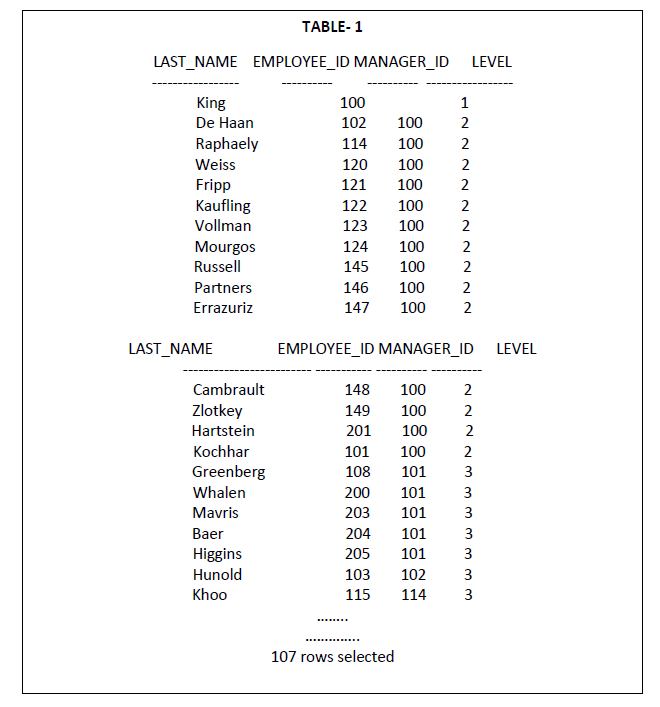 TABLE- 1
LAST_NAME EMPLOYEE_ID MANAGER_ID LEVEL
----------------- ---------- ---------- -----------------
King 100 1
De Haan 102 100 2
Raphaely 114 100 2
Weiss 120 100 2
Fripp 121 100 2
Kaufling 122 100 2
Vollman 123 100 2
Mourgos 124 100 2
Russell 145 100 2
Partners 146 100 2
Errazuriz 147 100 2
LAST_NAME EMPLOYEE_ID MANAGER_ID LEVEL
------------------------- ----------- ---------- ----------
Cambrault 148 100 2
Zlotkey 149 100 2
Hartstein 201 100 2
Kochhar 101 100 2
Greenberg 108 101 3
Whalen 200 101 3
Mavris 203 101 3
Baer 204 101 3
Higgins 205 101 3
Hunold 103 102 3
Khoo 115 114 3
........
..............
107 rows selected